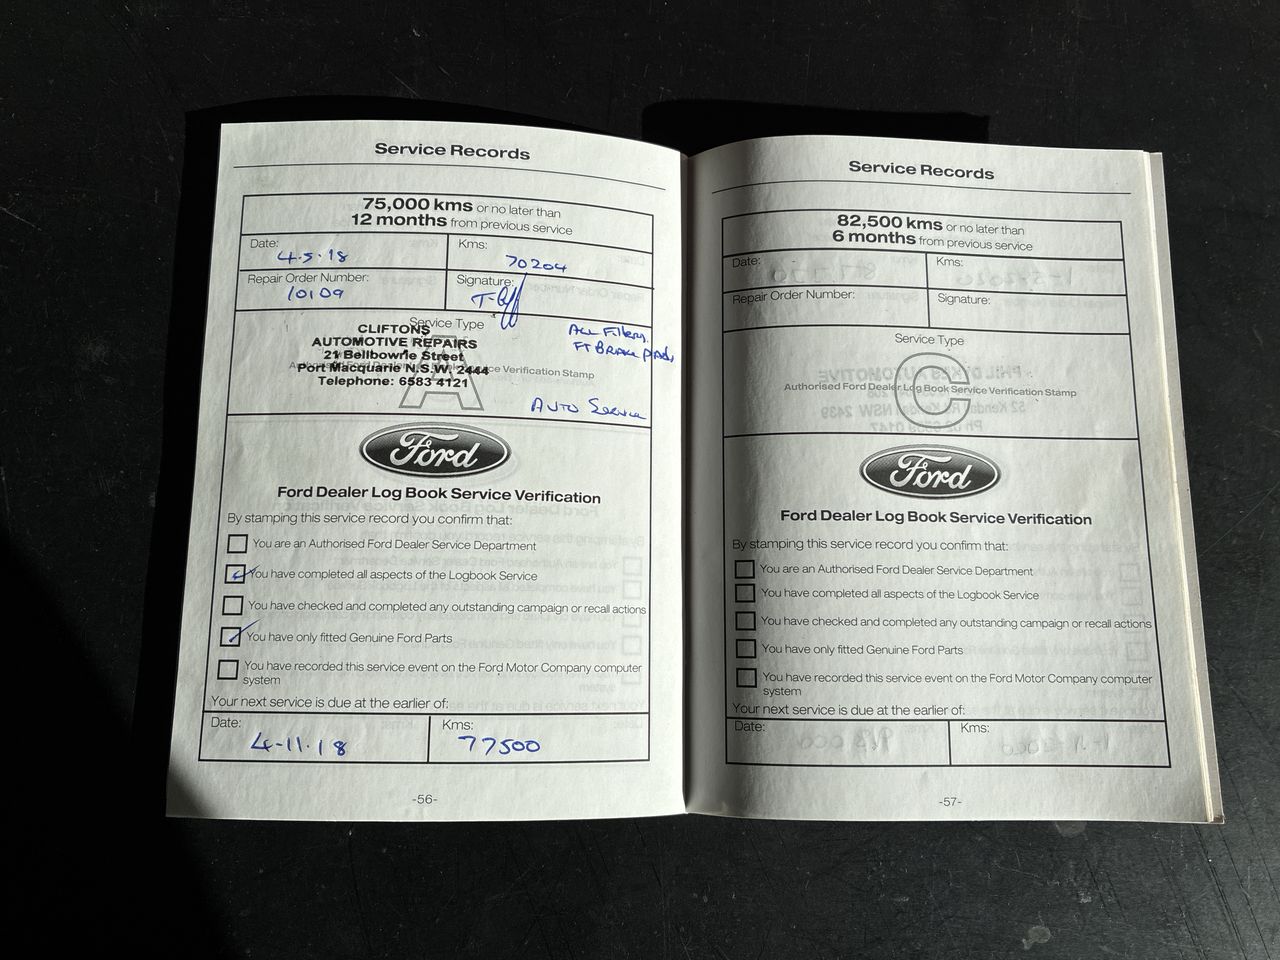 Service Records
75,000 kms or no later than
12 months from previous service
Date:
4.5.18
Kms:
70204
Repair Order Number:
10109
Signature:
Service Type
A
CLIFTONS
AUTOMOTIVE REPAIRS
21 Bellbowrie Street
Port Macquarie N.S.W. 2444
Telephone: 6583 4121
Service Verification Stamp
ALL Filters.
FT BRAKE PADS
AUTO Service
Ford
Ford Dealer Log Book Service Verification
By stamping this service record you confirm that:
You are an Authorised Ford Dealer Service Department
You have completed all aspects of the Logbook Service
You have checked and completed any outstanding campaign or recall actions
You have only fitted Genuine Ford Parts
You have recorded this service event on the Ford Motor Company computer
system
Your next service is due at the earlier of:
Date:
4-11.18
Kms:
77500
-56-
Service Records
82,500 kms or no later than
6 months from previous service
Date:
Kms:
Repair Order Number:
Signature:
Service Type
C
Authorised Ford Dealer Log Book Service Verification Stamp
Ford
Ford Dealer Log Book Service Verification
By stamping this service record you confirm that:
You are an Authorised Ford Dealer Service Department
You have completed all aspects of the Logbook Service
You have checked and completed any outstanding campaign or recall actions
You have only fitted Genuine Ford Parts
You have recorded this service event on the Ford Motor Company computer
system
Your next service is due at the earlier of:
Date:
Kms:
-57-